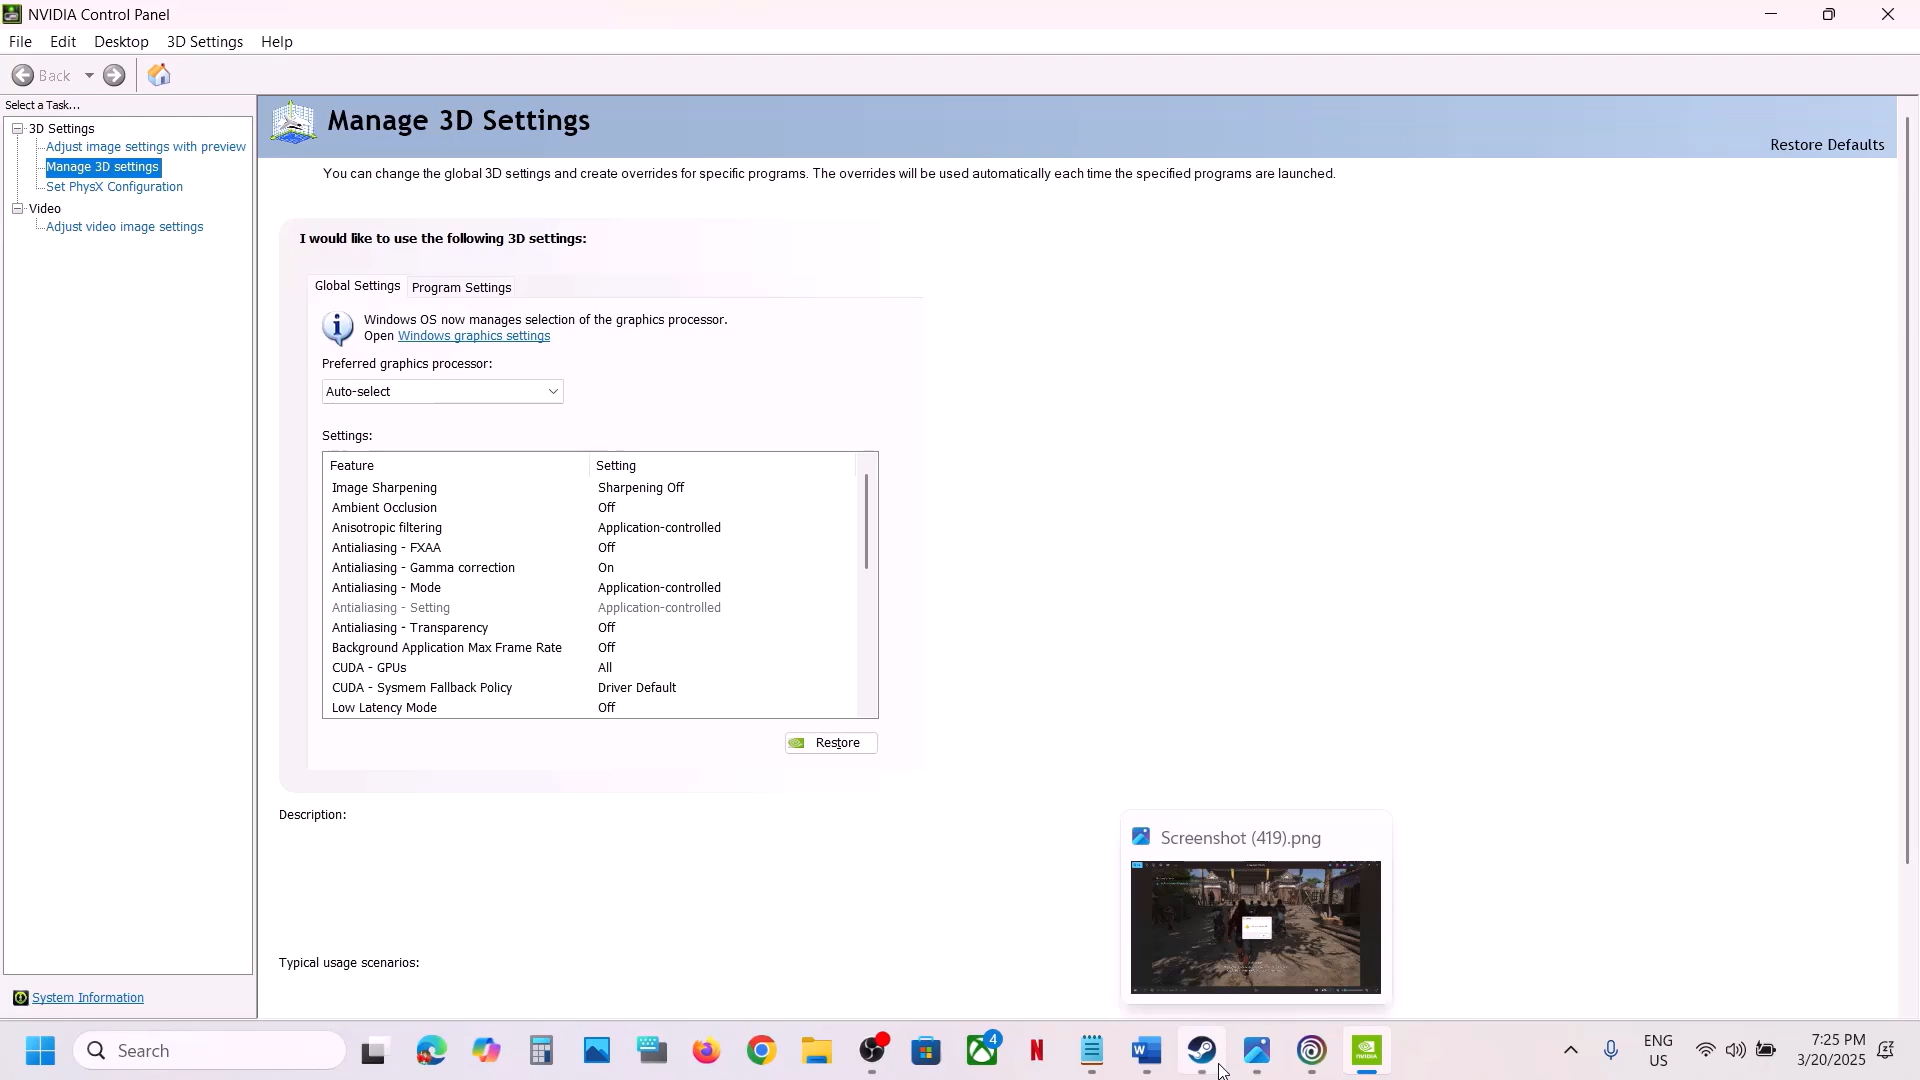 NVIDIA Control Panel
File Edit Desktop 3D Settings Help
Back
Select a Task...
3D Settings
Adjust image settings with preview
Manage 3D settings
Set PhysX Configuration
Video
Adjust video image settings
System Information
Manage 3D Settings
Restore Defaults
You can change the global 3D settings and create overrides for specific programs. The overrides will be used automatically each time the specified programs are launched.
I would like to use the following 3D settings:
Global Settings Program Settings
Windows OS now manages selection of the graphics processor.
Open Windows graphics settings
Preferred graphics processor:
Auto-select
Settings:
Feature Setting
Image Sharpening Sharpening Off
Ambient Occlusion Off
Anisotropic filtering Application-controlled
Antialiasing - FXAA Off
Antialiasing - Gamma correction On
Antialiasing - Mode Application-controlled
Antialiasing - Setting Application-controlled
Antialiasing - Transparency Off
Background Application Max Frame Rate Off
CUDA - GPUs All
CUDA - Sysmem Fallback Policy Driver Default
Low Latency Mode Off
Restore
Description:
Typical usage scenarios:
Screenshot (419).png
Search
4
ENG
US
7:25 PM
3/20/2025